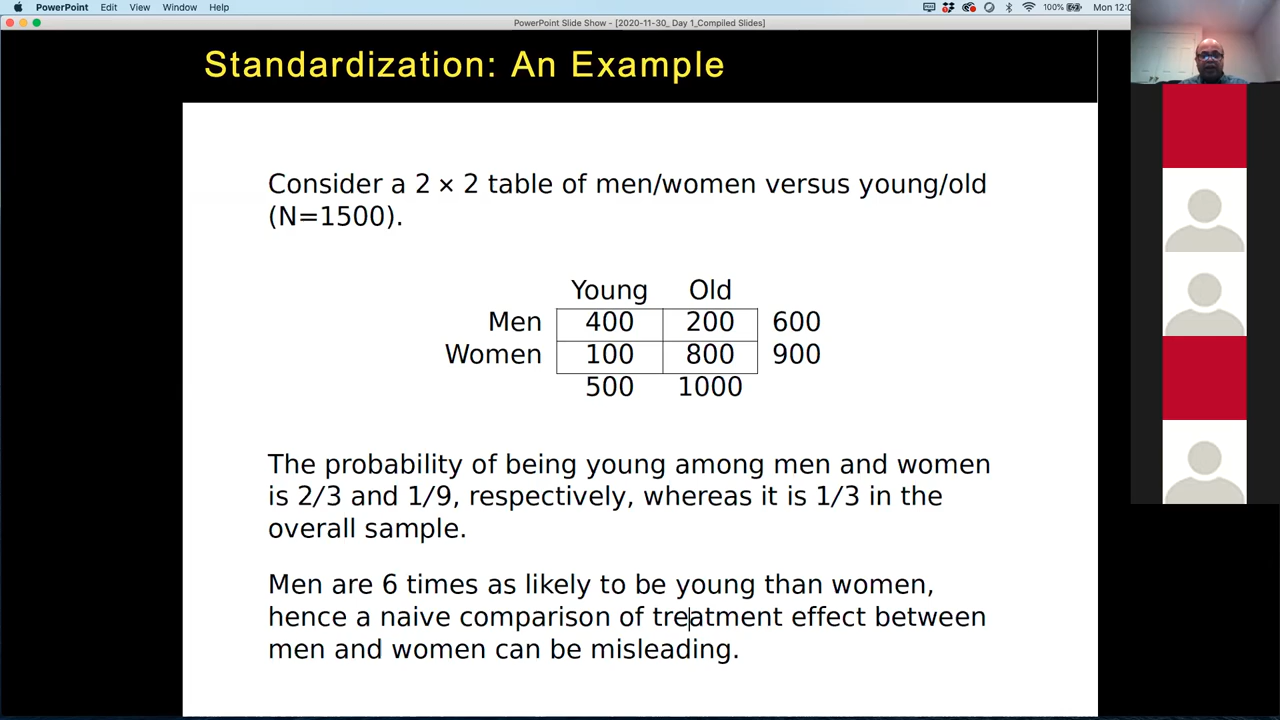 PowerPoint Edit View Window Help 100% Mon 12:0
PowerPoint Slide Show - [2020-11-30_ Day 1_Compiled Slides]
Standardization: An Example
Consider a 2 × 2 table of men/women versus young/old
(N=1500).
Young Old
Men 400 200 600
Women 100 800 900
500 1000
The probability of being young among men and women
is 2/3 and 1/9, respectively, whereas it is 1/3 in the
overall sample.
Men are 6 times as likely to be young than women,
hence a naive comparison of treatment effect between
men and women can be misleading.